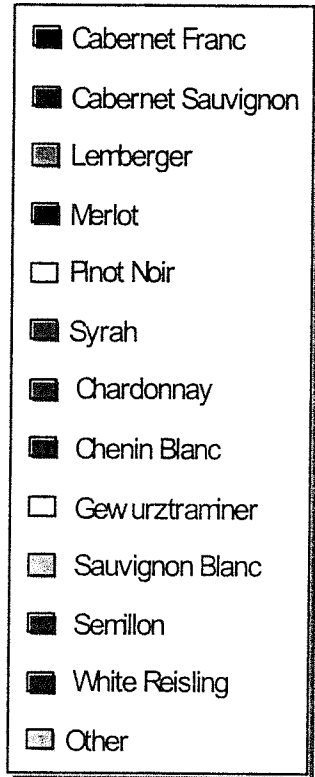 Cabernet Franc
Cabernet Sauvignon
Lemberger
Merlot
Pinot Noir
Syrah
Chardonnay
Chenin Blanc
Gewurztraminer
Sauvignon Blanc
Semillon
White Reisling
Other